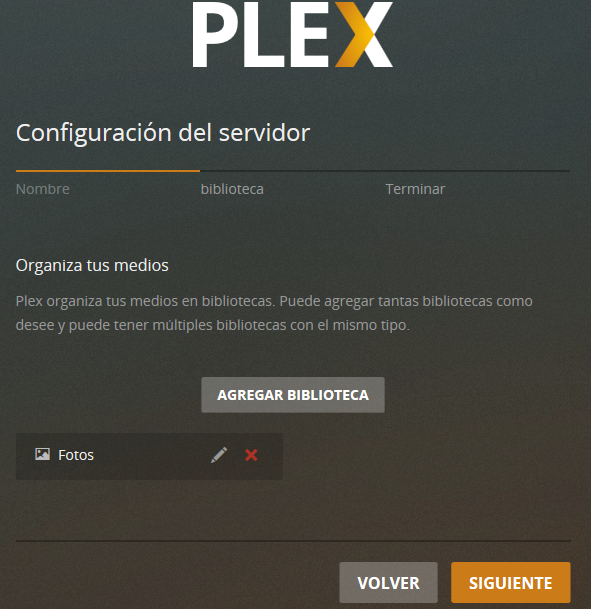 PLEX
Configuración del servidor
Nombre biblioteca Terminar
Organiza tus medios
Plex organiza tus medios en bibliotecas. Puede agregar tantas bibliotecas como
desee y puede tener múltiples bibliotecas con el mismo tipo.
AGREGAR BIBLIOTECA
Fotos
VOLVER SIGUIENTE